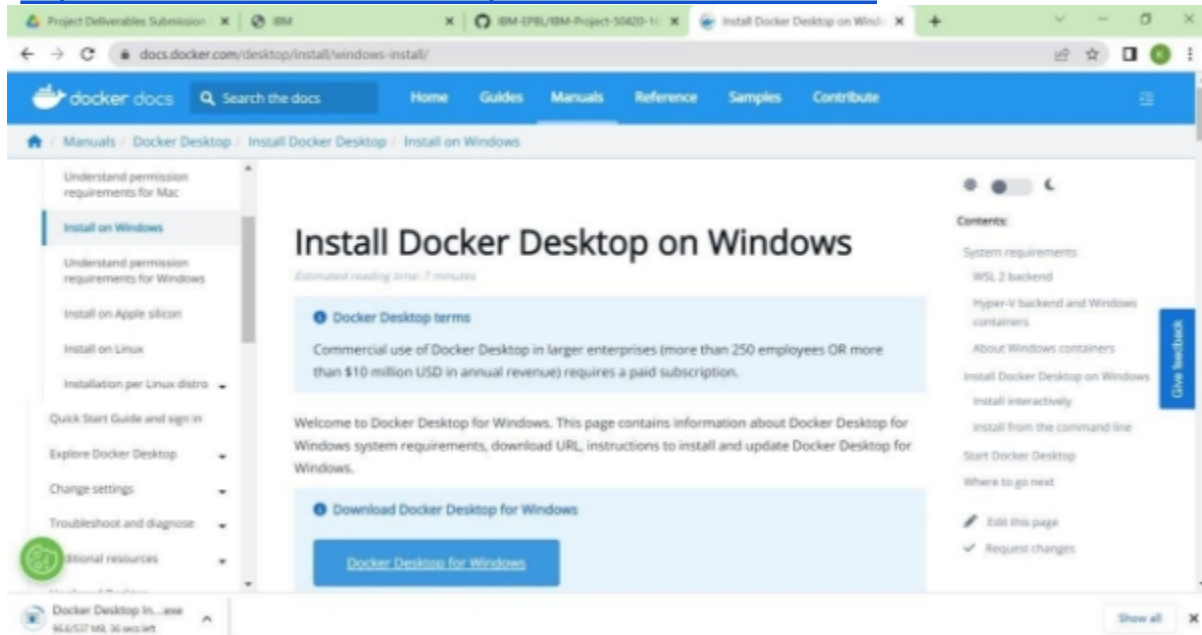 Project Deliverables Submission
IBM
IBM-EPBL/IBM-Project-50420-16
Install Docker Desktop on Wind
docs.docker.com/desktop/install/windows-install/
K
docker docs
Search the docs
Home
Guides
Manuals
Reference
Samples
Contribute
/ Manuals / Docker Desktop / Install Docker Desktop / Install on Windows
Understand permission
requirements for Mac
Install on Windows
Understand permission
requirements for Windows
Install on Apple silicon
Install on Linux
Installation per Linux distro
Quick Start Guide and sign in
Explore Docker Desktop
Change settings
Troubleshoot and diagnose
ditional resources
Install Docker Desktop on Windows
Estimated reading time: 7 minutes
Docker Desktop terms
Commercial use of Docker Desktop in larger enterprises (more than 250 employees OR more
than $10 million USD in annual revenue) requires a paid subscription.
Welcome to Docker Desktop for Windows. This page contains information about Docker Desktop for
Windows system requirements, download URL, instructions to install and update Docker Desktop for
Windows.
Download Docker Desktop for Windows
Docker Desktop for Windows
Contents:
System requirements
WSL 2 backend
Hyper-V backend and Windows
containers
About Windows containers
Install Docker Desktop on Windows
Install interactively
Install from the command line
Start Docker Desktop
Where to go next
Edit this page
Request changes
Give feedback
Docker Desktop In....exe
96.6/537 MB, 36 secs left
Show all